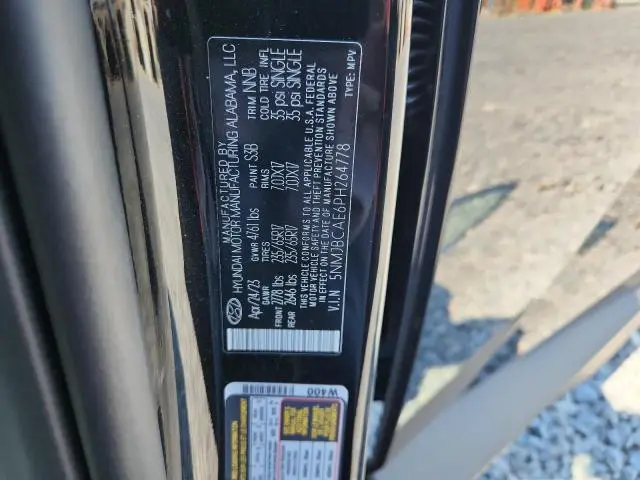 MANUFACTURED BY
HYUNDAI MOTOR MANUFACTURING ALABAMA, LLC
Apr/24/23 GVWR 4761 lbs PAINT S3B TRIM NNB
GAWR TIRES RIMS COLD TIRE INFL
FRONT 2778 lbs 235/65R17 7.0JX17 35 psi SINGLE
REAR 2646 lbs 235/65R17 7.0JX17 35 psi SINGLE
THIS VEHICLE CONFORMS TO ALL APPLICABLE U.S.A. FEDERAL
MOTOR VEHICLE SAFETY AND THEFT PREVENTION STANDARDS
IN EFFECT ON THE DATE OF MANUFACTURE SHOWN ABOVE
V.I.N 5NMJBCAE6PH264778 TYPE: MPV
W400